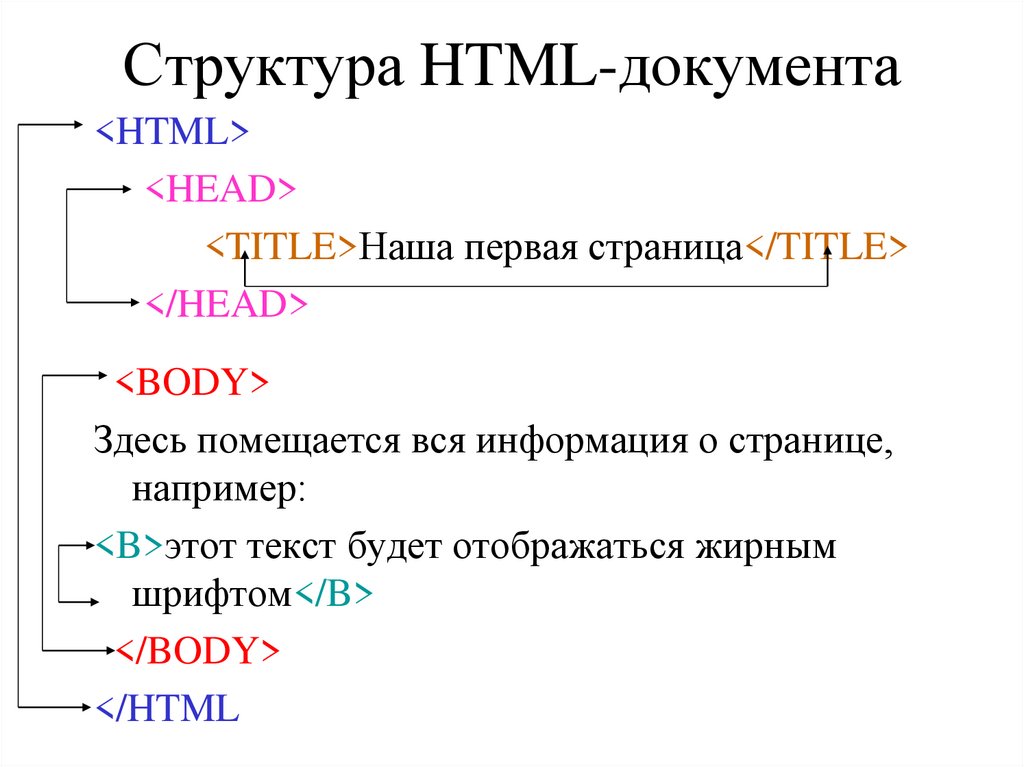 Структура HTML-документа
<HTML>
<HEAD>
<TITLE>Наша первая страница</TITLE>
</HEAD>
<BODY>
Здесь помещается вся информация о странице,
например:
<B>этот текст будет отображаться жирным
шрифтом</B>
</BODY>
</HTML